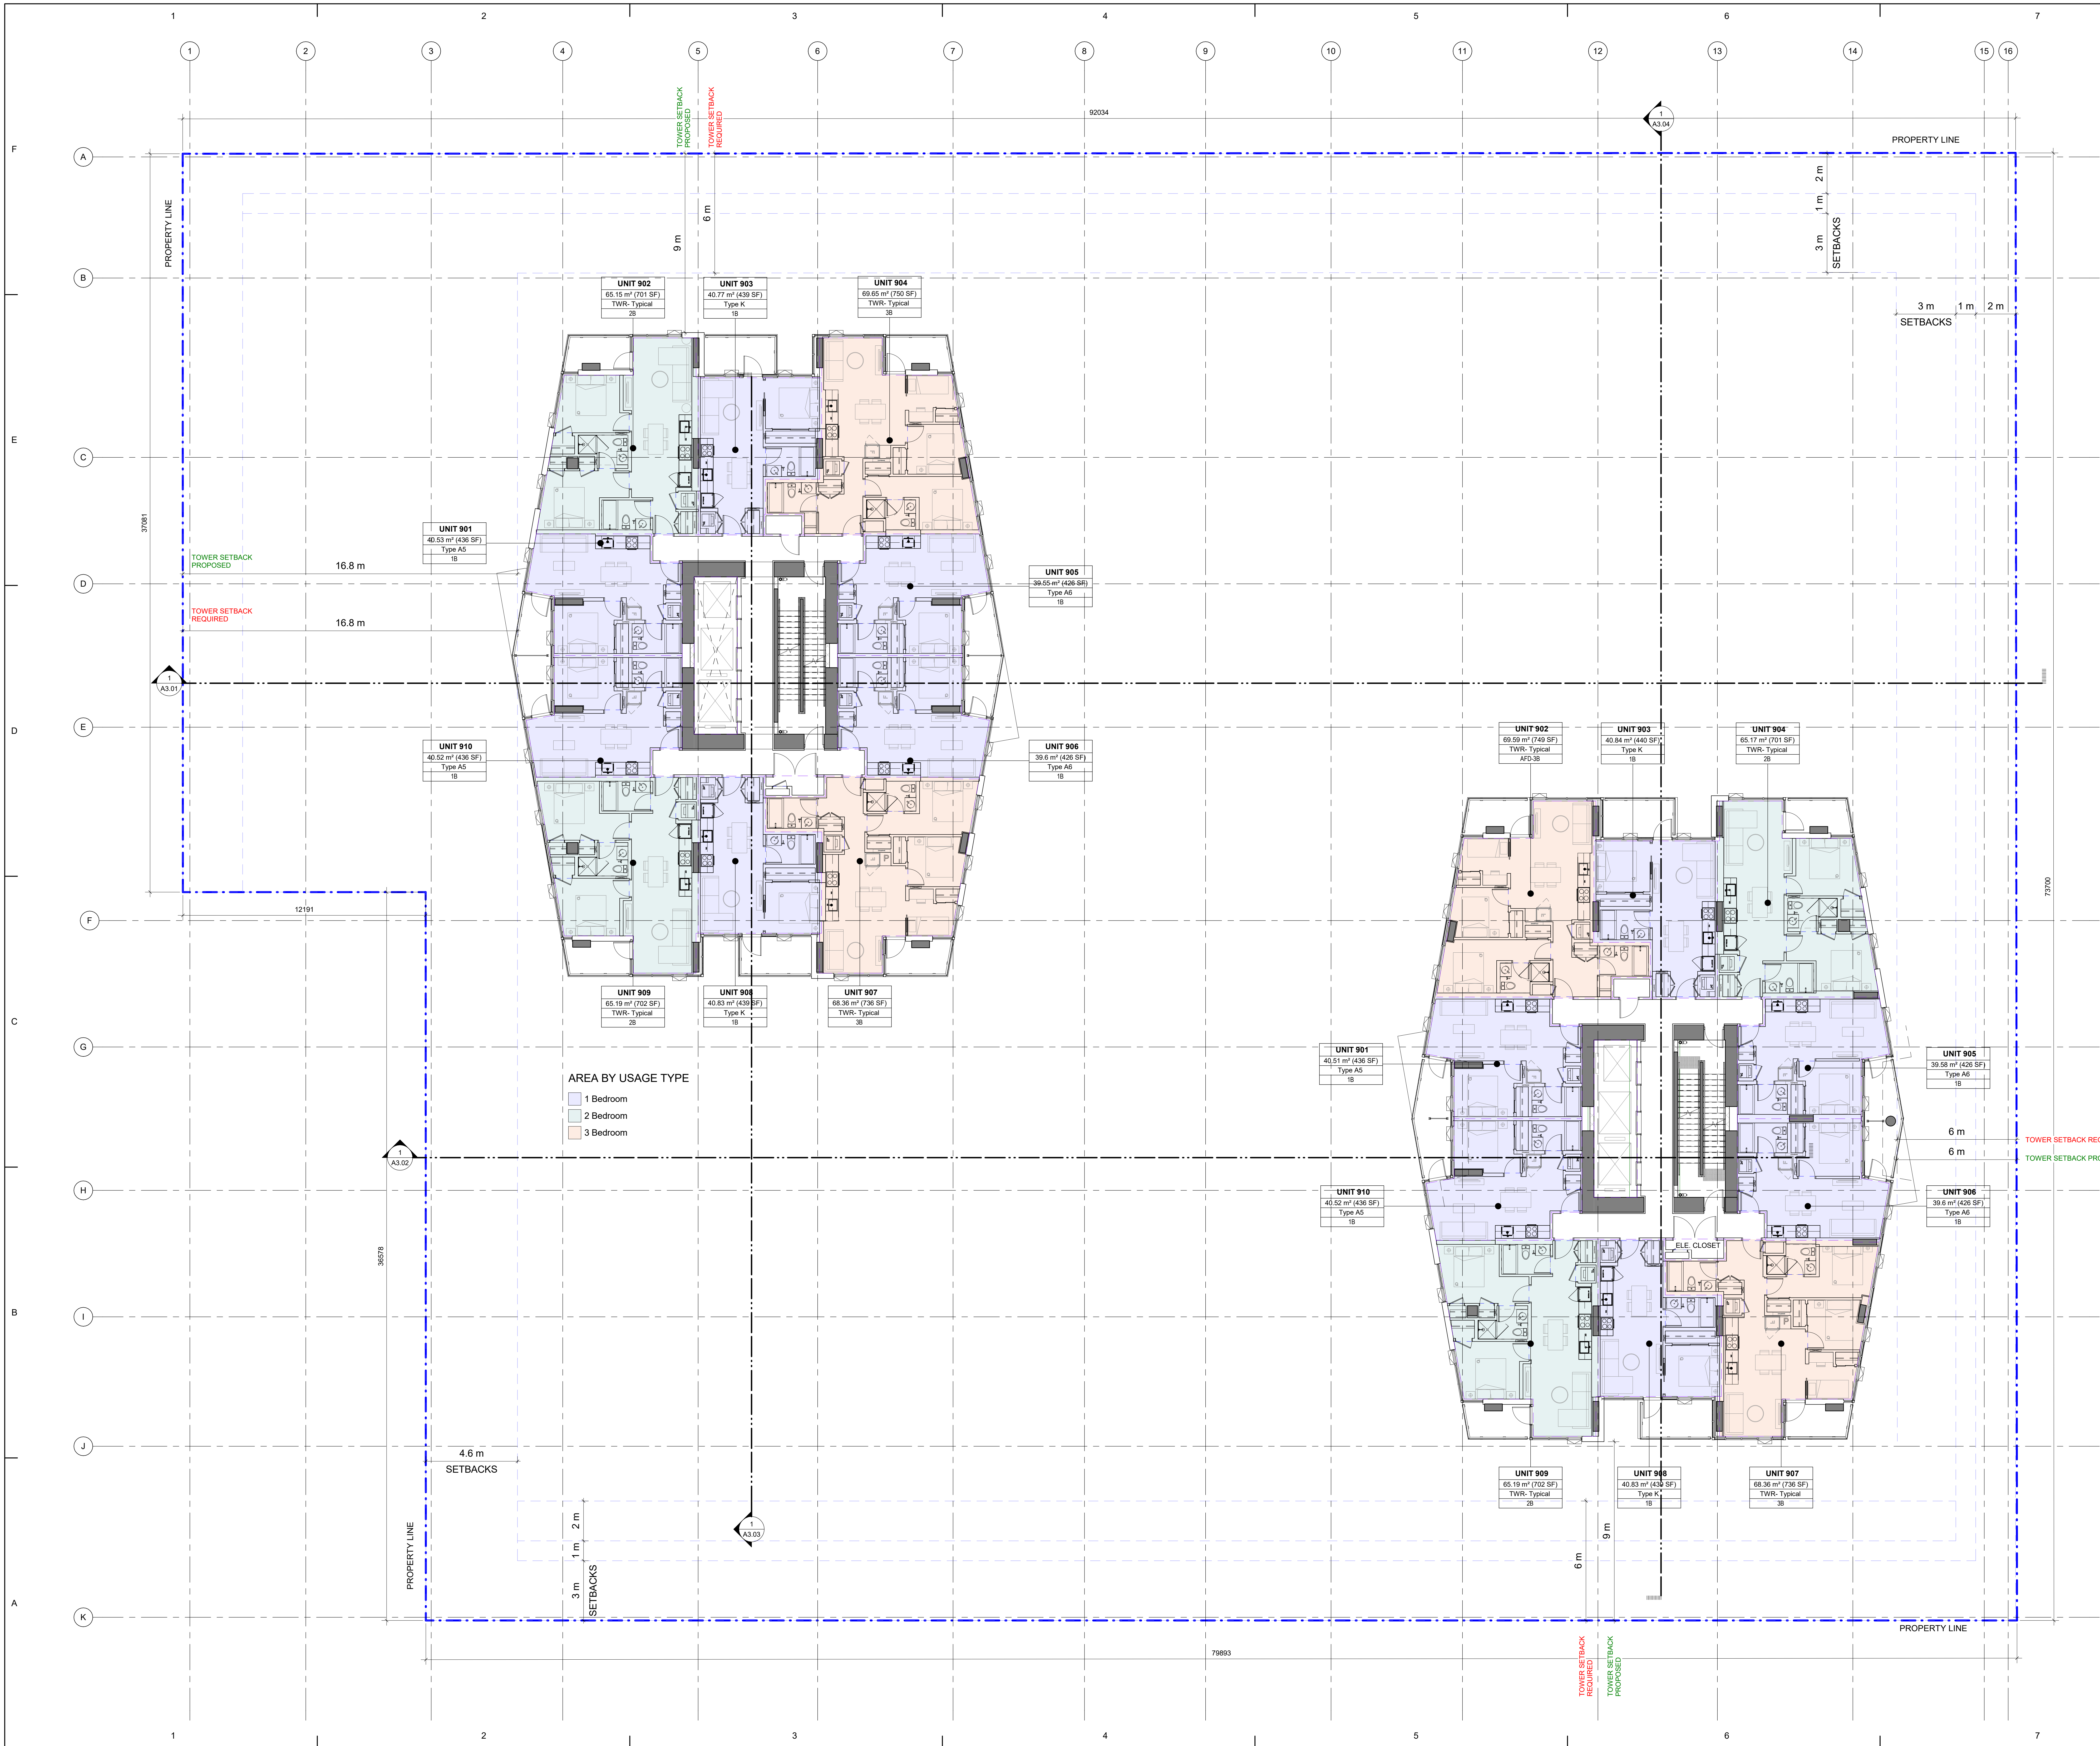 1 2 3 4 5 6 7
1 2 3 4 5 6 7 8 9 10 11 12 13 14 15 16
TOWER SETBACK
PROPOSED
TOWER SETBACK
REQUIRED
92034
1
A3.04
PROPERTY LINE
F
A
PROPERTY LINE
9 m
6 m
2 m
1 m
3 m
SETBACKS
B
3 m 1 m 2 m
SETBACKS
UNIT 902
65.15 m² (701 SF)
TWR- Typical
2B
UNIT 903
40.77 m² (439 SF)
Type K
1B
UNIT 904
69.65 m² (750 SF)
TWR- Typical
3B
E
C
37081
UNIT 901
40.53 m² (436 SF)
Type A5
1B
TOWER SETBACK
PROPOSED
16.8 m
D
D
UNIT 905
39.55 m² (426 SF)
Type A6
1B
TOWER SETBACK
REQUIRED
16.8 m
1
A3.01
D
E
UNIT 910
40.52 m² (436 SF)
Type A5
1B
UNIT 906
39.6 m² (426 SF)
Type A6
1B
UNIT 902
69.59 m² (749 SF)
TWR- Typical
AFD-3B
UNIT 903
40.84 m² (440 SF)
Type K
1B
UNIT 904
65.17 m² (701 SF)
TWR- Typical
2B
P
73700
12191
F
UNIT 909
65.19 m² (702 SF)
TWR- Typical
2B
UNIT 908
40.83 m² (439 SF)
Type K
1B
UNIT 907
68.36 m² (736 SF)
TWR- Typical
3B
C
G
AREA BY USAGE TYPE
1 Bedroom
2 Bedroom
3 Bedroom
UNIT 901
40.51 m² (436 SF)
Type A5
1B
UNIT 905
39.58 m² (426 SF)
Type A6
1B
6 m
TOWER SETBACK REQ
6 m
TOWER SETBACK PRO
1
A3.02
H
UNIT 910
40.52 m² (436 SF)
Type A5
1B
UNIT 906
39.6 m² (426 SF)
Type A6
1B
36578
ELE. CLOSET
B
I
P
J
4.6 m
SETBACKS
UNIT 909
65.19 m² (702 SF)
TWR- Typical
2B
UNIT 908
40.83 m² (439 SF)
Type K
1B
UNIT 907
68.36 m² (736 SF)
TWR- Typical
3B
PROPERTY LINE
2 m
1 m
3 m
SETBACKS
1
A3.03
6 m
9 m
A
K
PROPERTY LINE
79893
TOWER SETBACK
REQUIRED
TOWER SETBACK
PROPOSED
1 2 3 4 5 6 7